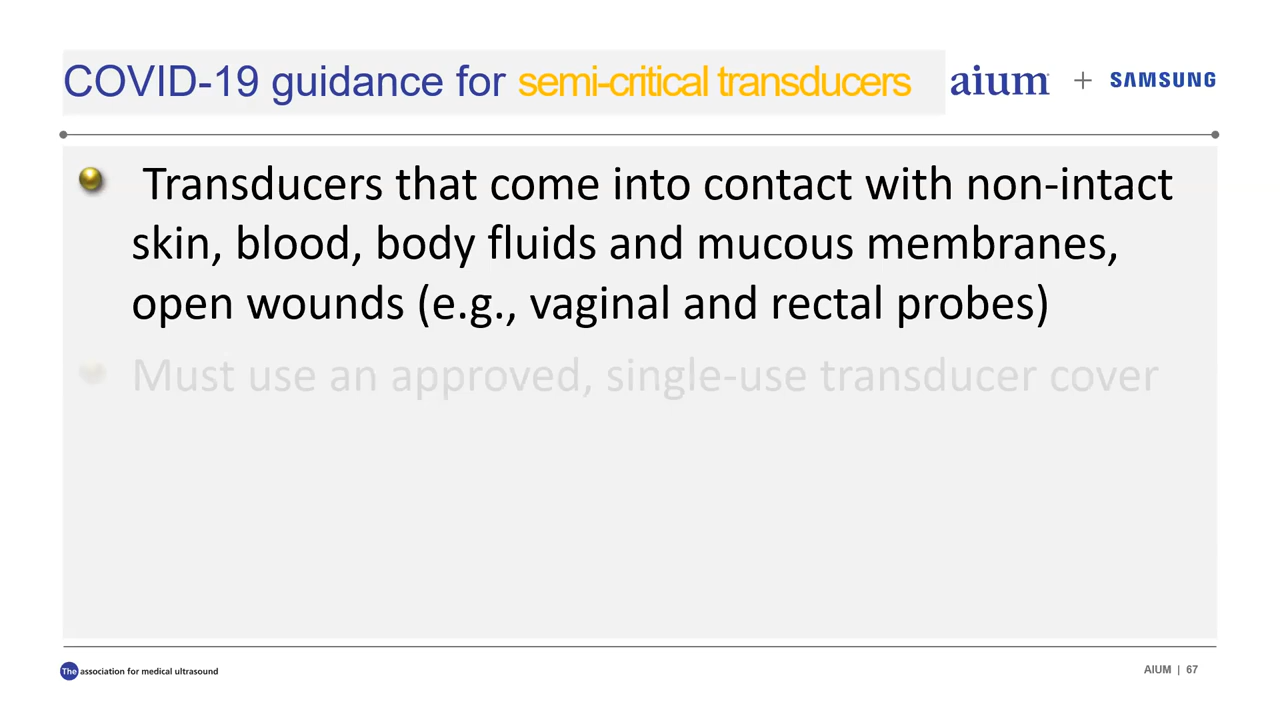 COVID-19 guidance for semi-critical transducers
aium + SAMSUNG
Transducers that come into contact with non-intact
skin, blood, body fluids and mucous membranes,
open wounds (e.g., vaginal and rectal probes)
Must use an approved, single-use transducer cover
The association for medical ultrasound
AIUM | 67